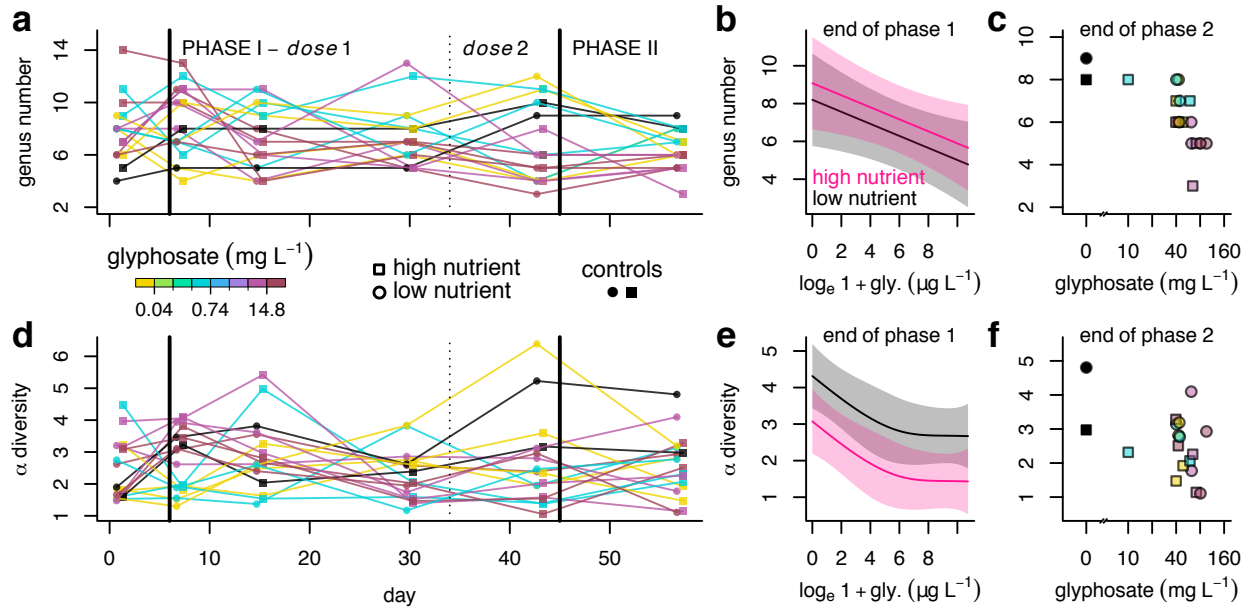 a
PHASE I – dose 1
dose 2
PHASE II
genus number
14
10
6
2
b
end of phase 1
10
8
6
4
high nutrient
low nutrient
genus number
0 2 4 6 8
logₑ 1 + gly. (μg L⁻¹)
c
end of phase 2
10
8
6
4
2
0 10 40 160
glyphosate (mg L⁻¹)
glyphosate (mg L⁻¹)
0.04 0.74 14.8
high nutrient
low nutrient
controls
d
α diversity
6
5
4
3
2
1
0 10 20 30 40 50
day
e
end of phase 1
α diversity
5
4
3
2
1
0 2 4 6 8
logₑ 1 + gly. (μg L⁻¹)
f
end of phase 2
5
4
3
2
1
0 10 40 160
glyphosate (mg L⁻¹)